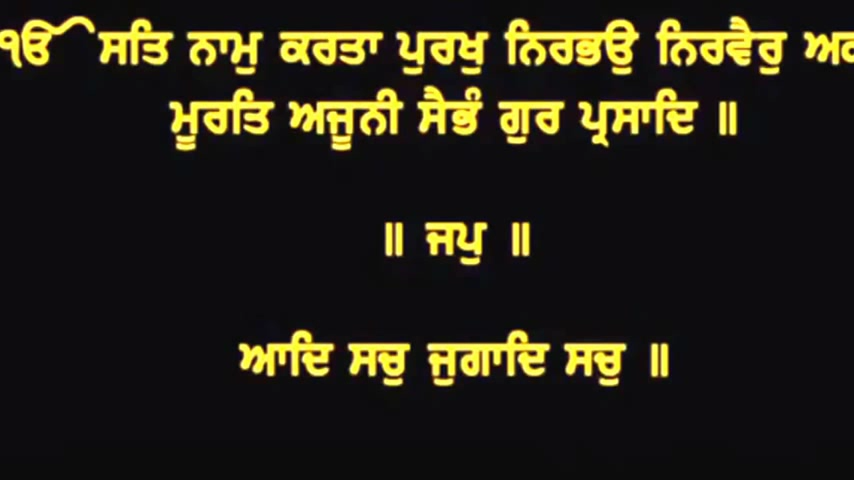 ੴ ਸਤਿ ਨਾਮੁ ਕਰਤਾ ਪੁਰਖੁ ਨਿਰਭਉ ਨਿਰਵੈਰੁ
ਮੂਰਤਿ ਅਜੂਨੀ ਸੈਭੰ ਗੁਰ ਪ੍ਰਸਾਦਿ ॥
॥ ਜਪੁ ॥
ਆਦਿ ਸਚੁ ਜੁਗਾਦਿ ਸਚੁ ॥